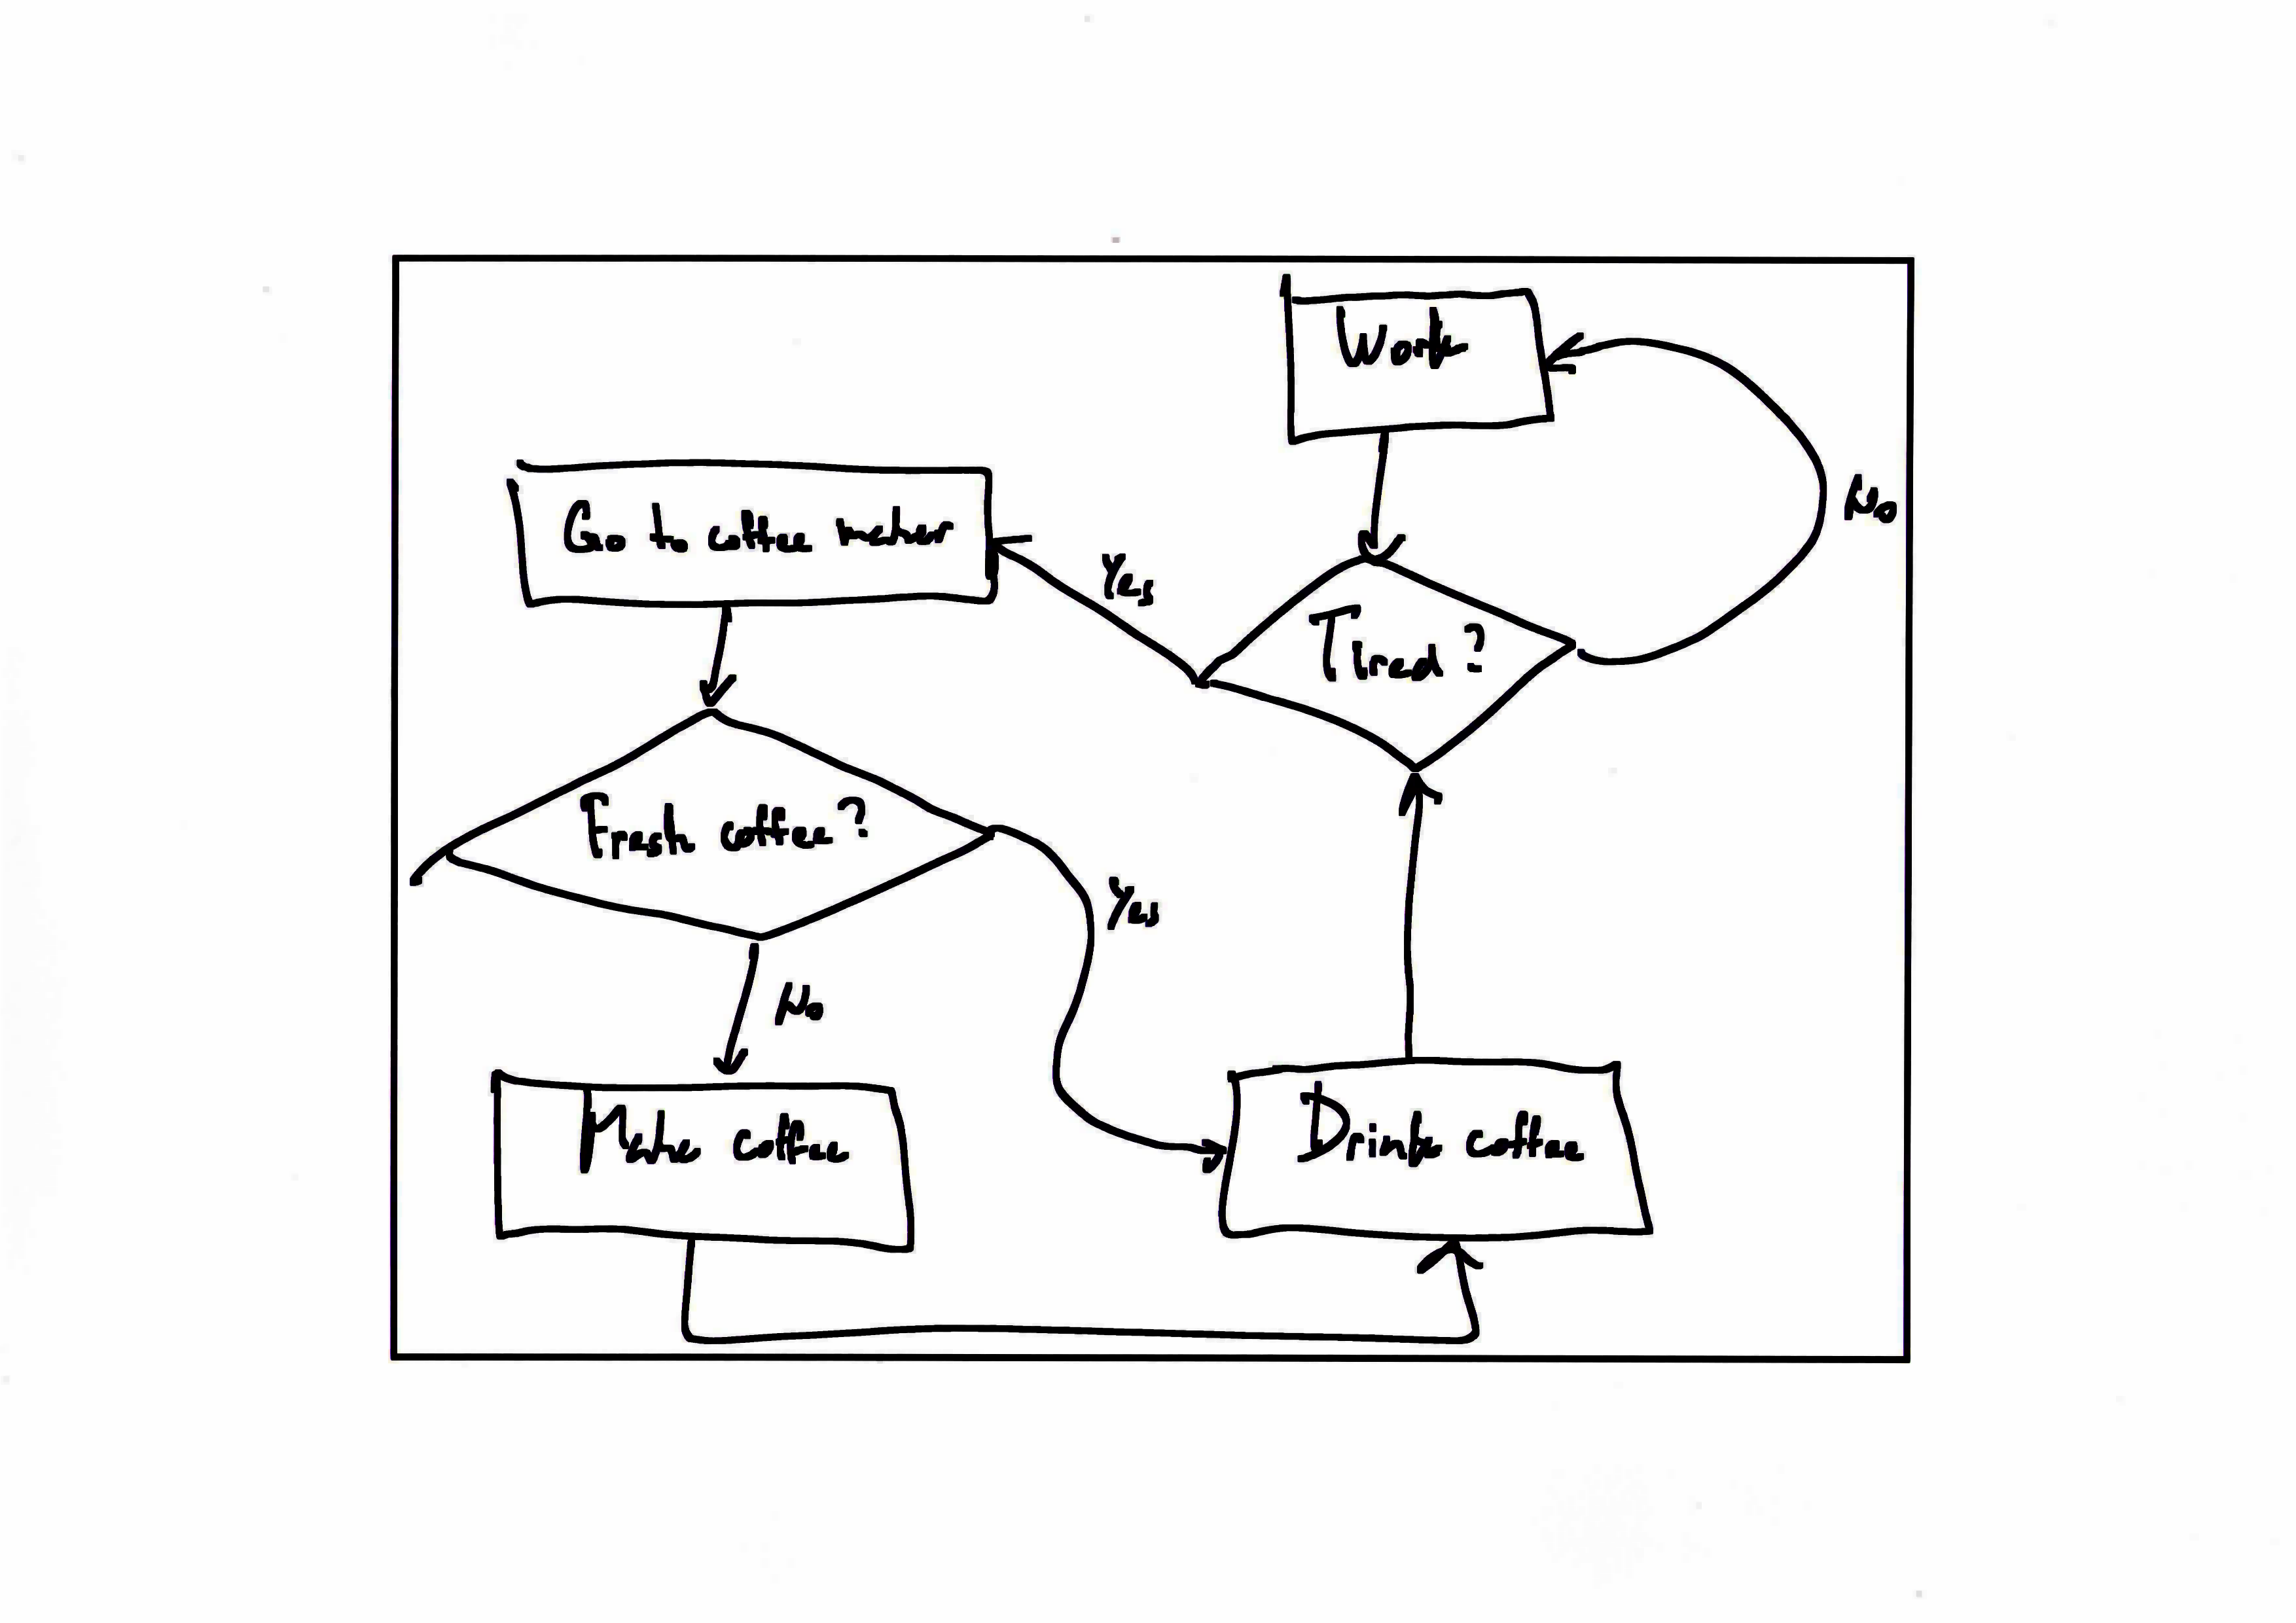 Work
No
Go to coffee maker
Yes
Tired?
Fresh coffee?
Yes
No
Make coffee
Drink coffee